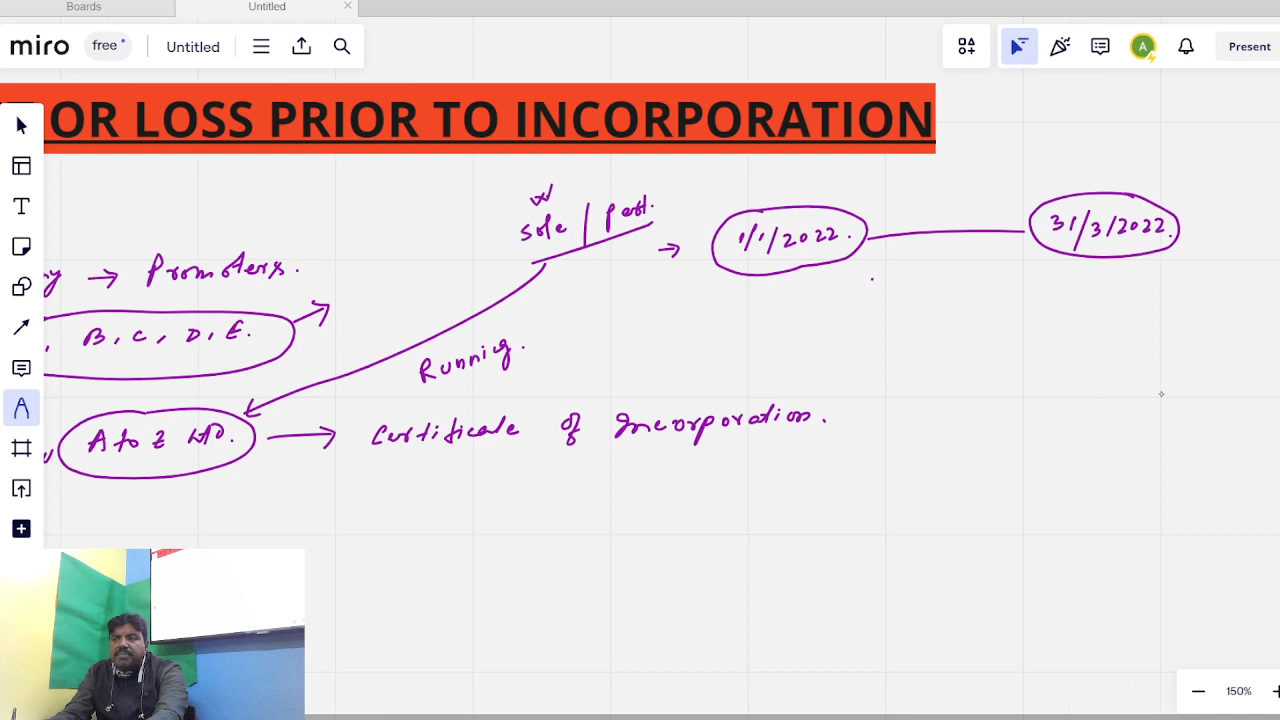 Boards
Untitled
miro free Untitled
A
Present
OR LOSS PRIOR TO INCORPORATION
sole / Part. → 1/1/2022. 31/3/2022.
y → Promoters.
B, C, D, E.
Running.
A to Z LTD. → Certificate of Incorporation.
150%